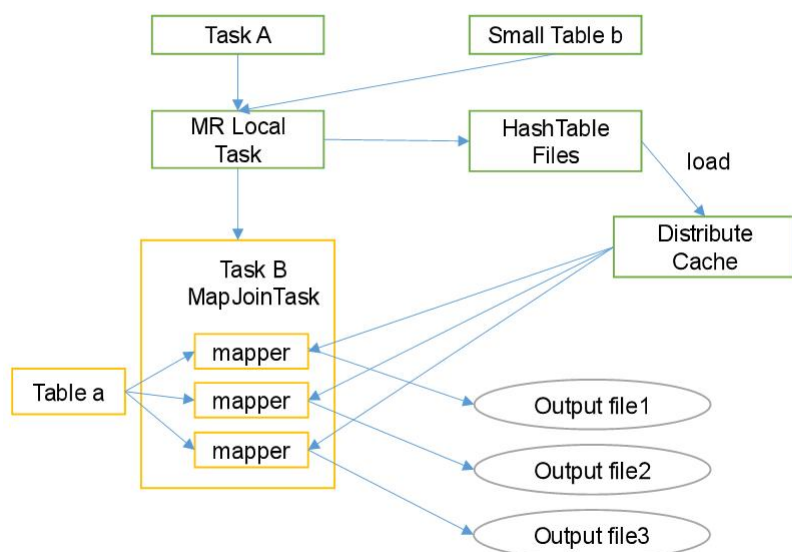 Task A
Small Table b
MR Local
Task
HashTable
Files
load
Distribute
Cache
Task B
MapJoinTask
mapper
Table a
mapper
mapper
Output file1
Output file2
Output file3